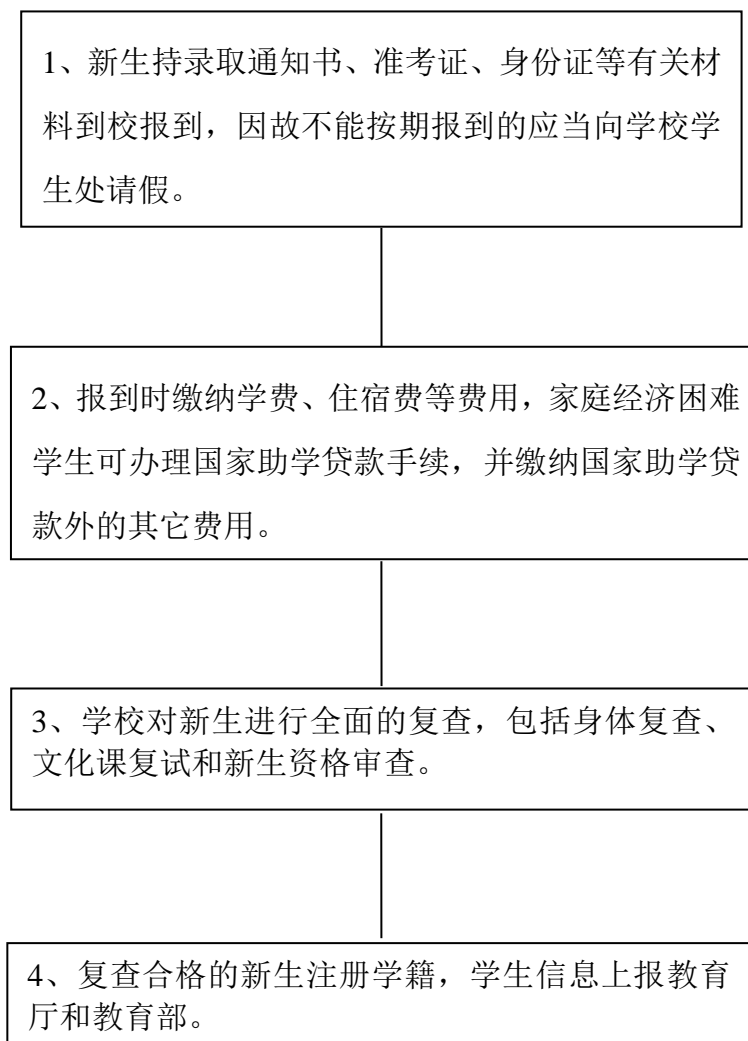 1、新生持录取通知书、准考证、身份证等有关材
料到校报到，因故不能按期报到的应当向学校学
生处请假。
2、报到时缴纳学费、住宿费等费用，家庭经济困难
学生可办理国家助学贷款手续，并缴纳国家助学贷
款外的其它费用。
3、学校对新生进行全面的复查，包括身体复查、
文化课复试和新生资格审查。
4、复查合格的新生注册学籍，学生信息上报教育
厅和教育部。